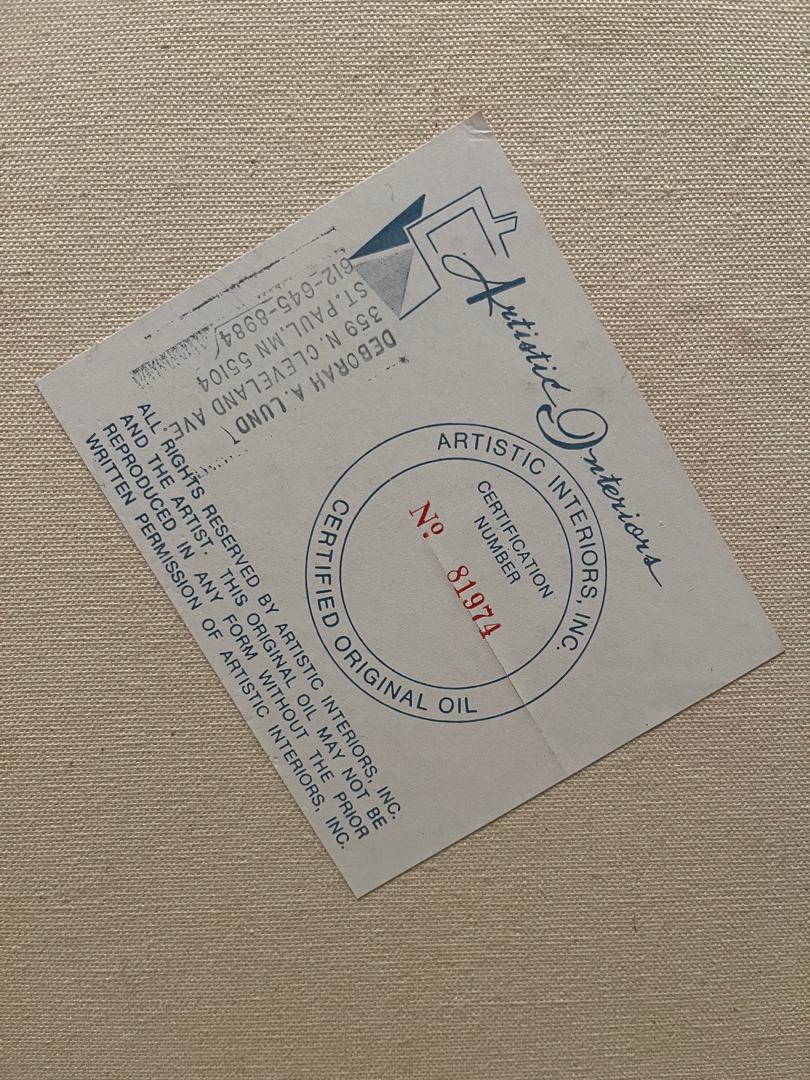 Artistic Interiors
ARTISTIC INTERIORS, INC.
CERTIFICATION
NUMBER
No. 81974
CERTIFIED ORIGINAL OIL
DEBORAH A. LUND
359 N. CLEVELAND AVE.
ST. PAUL, MN 55104
612-645-8984
ALL RIGHTS RESERVED BY ARTISTIC INTERIORS, INC.
AND THE ARTIST. THIS ORIGINAL OIL MAY NOT BE
REPRODUCED IN ANY FORM WITHOUT THE PRIOR
WRITTEN PERMISSION OF ARTISTIC INTERIORS, INC.